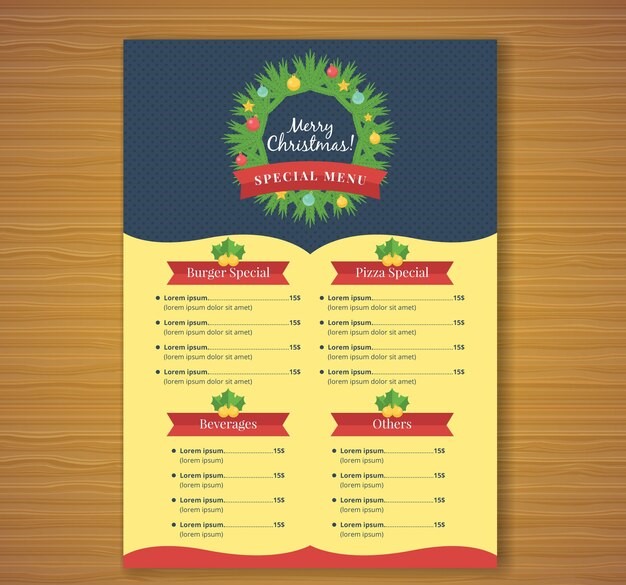 Merry
Christmas!
SPECIAL MENU
Burger Special
Lorem ipsum..............................15$
(lorem ipsum dolor sit amet)
Lorem ipsum..............................15$
(lorem ipsum dolor sit amet)
Lorem ipsum..............................15$
(lorem ipsum dolor sit amet)
Lorem ipsum..............................15$
(lorem ipsum dolor sit amet)
Pizza Special
Lorem ipsum..............................15$
(lorem ipsum dolor sit amet)
Lorem ipsum..............................15$
(lorem ipsum dolor sit amet)
Lorem ipsum..............................15$
(lorem ipsum dolor sit amet)
Lorem ipsum..............................15$
(lorem ipsum dolor sit amet)
Beverages
Lorem ipsum..................15$
(lorem ipsum)
Lorem ipsum..................15$
(lorem ipsum)
Lorem ipsum..................15$
(lorem ipsum)
Lorem ipsum..................15$
(lorem ipsum)
Others
Lorem ipsum..................15$
(lorem ipsum)
Lorem ipsum..................15$
(lorem ipsum)
Lorem ipsum..................15$
(lorem ipsum)
Lorem ipsum..................15$
(lorem ipsum)